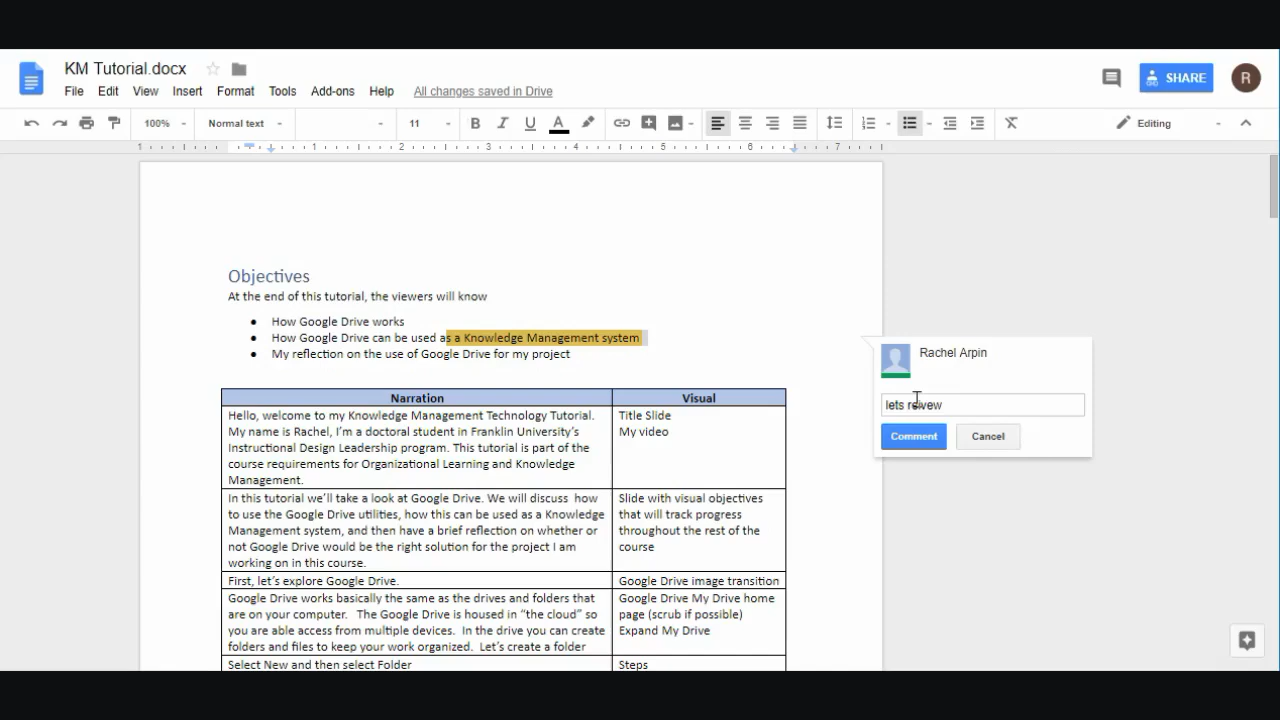 KM Tutorial.docx
File Edit View Insert Format Tools Add-ons Help All changes saved in Drive
SHARE
R
100% Normal text 11 B I U A Editing
1 1 2 3 4 5 6 7
Objectives
At the end of this tutorial, the viewers will know
● How Google Drive works
● How Google Drive can be used as a Knowledge Management system
● My reflection on the use of Google Drive for my project
Rachel Arpin
lets reivew
Comment Cancel
Narration Visual
Hello, welcome to my Knowledge Management Technology Tutorial.
My name is Rachel, I'm a doctoral student in Franklin University's
Instructional Design Leadership program. This tutorial is part of the
course requirements for Organizational Learning and Knowledge
Management.
Title Slide
My video
In this tutorial we'll take a look at Google Drive. We will discuss how
to use the Google Drive utilities, how this can be used as a Knowledge
Management system, and then have a brief reflection on whether or
not Google Drive would be the right solution for the project I am
working on in this course.
Slide with visual objectives
that will track progress
throughout the rest of the
course
First, let's explore Google Drive.
Google Drive image transition
Google Drive works basically the same as the drives and folders that
are on your computer. The Google Drive is housed in “the cloud” so
you are able access from multiple devices. In the drive you can create
folders and files to keep your work organized. Let's create a folder
Google Drive My Drive home
page (scrub if possible)
Expand My Drive
Select New and then select Folder
Steps